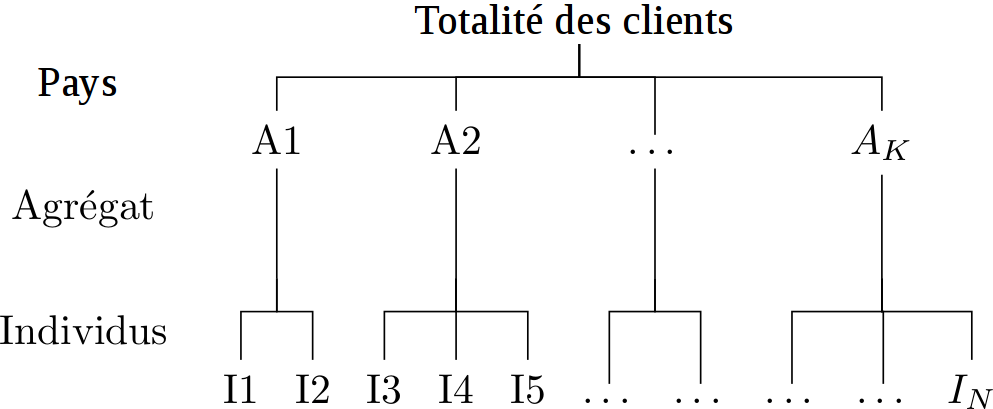 Totalité des clients
Pays
A1 A2 ... A_K
Agrégat
Individus
I1 I2 I3 I4 I5 ... ... ... ... I_N